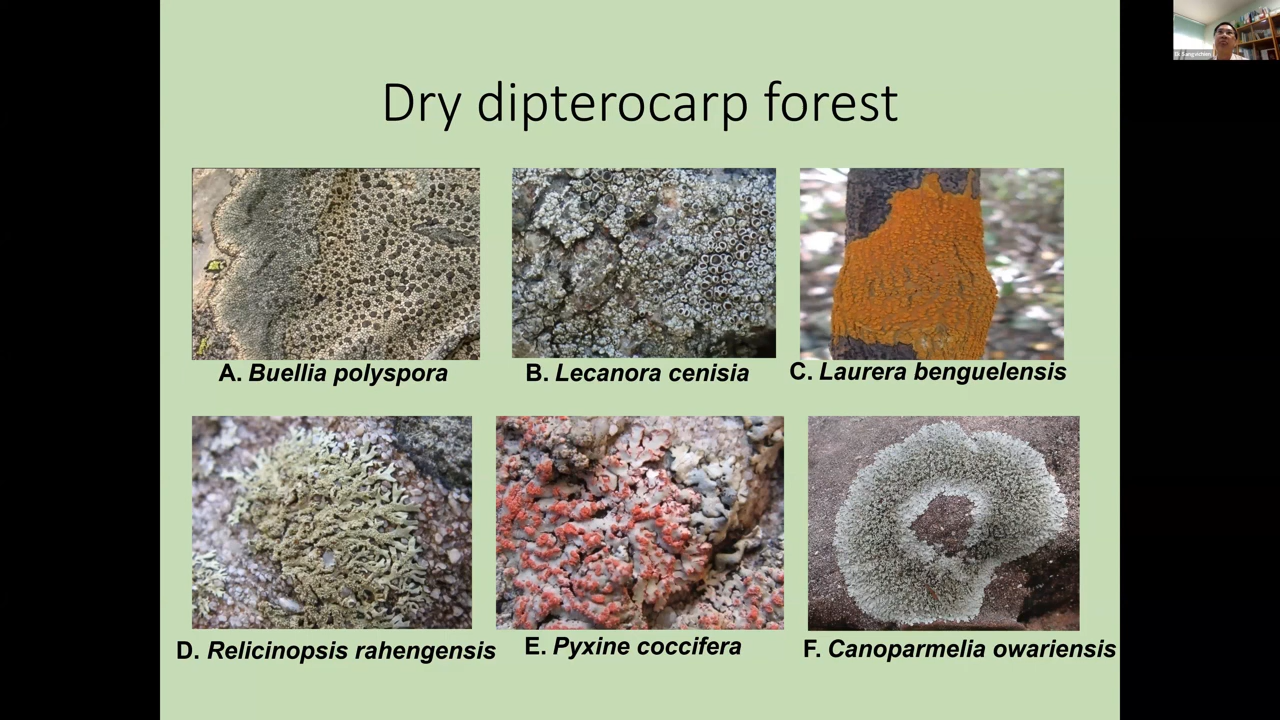 Dry dipterocarp forest
A. Buellia polyspora
B. Lecanora cenisia
C. Laurera benguelensis
D. Relicinopsis rahengensis
E. Pyxine coccifera
F. Canoparmelia owariensis